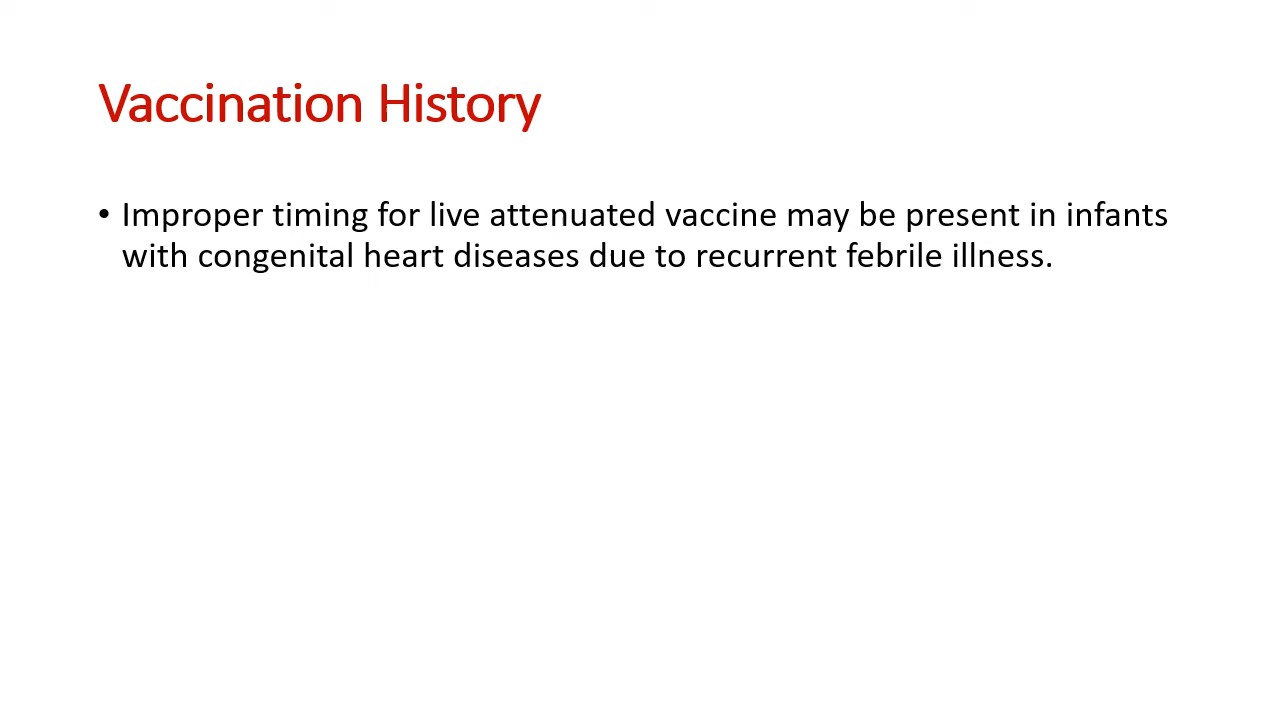 Vaccination History
• Improper timing for live attenuated vaccine may be present in infants
with congenital heart diseases due to recurrent febrile illness.